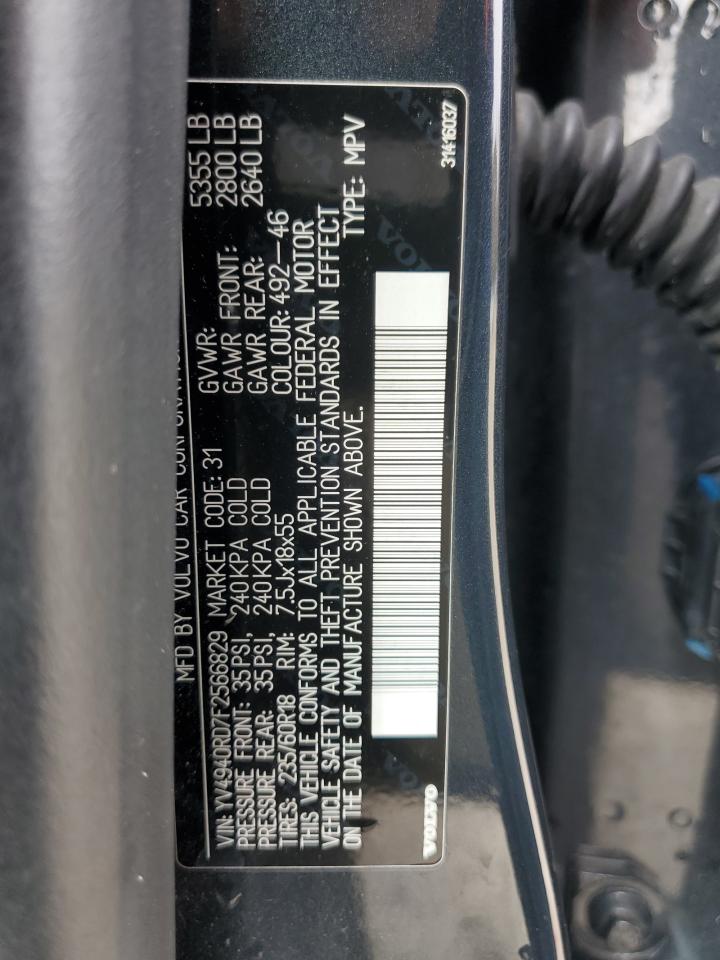 MFD BY VOLVO CAR CORPORATION
VIN: YV4940RD7F2566829 MARKET CODE: 31 GVWR: 5355 LB
PRESSURE FRONT: 35PSI, 240KPA COLD GAWR FRONT: 2800 LB
PRESSURE REAR: 35PSI, 240KPA COLD GAWR REAR: 2640 LB
TIRES: 235/60R18 RIM: 7.5Jx18x55 COLOUR: 492—46
THIS VEHICLE CONFORMS TO ALL APPLICABLE FEDERAL MOTOR
VEHICLE SAFETY AND THEFT PREVENTION STANDARDS IN EFFECT
ON THE DATE OF MANUFACTURE SHOWN ABOVE. TYPE: MPV
VOLVO 31416037